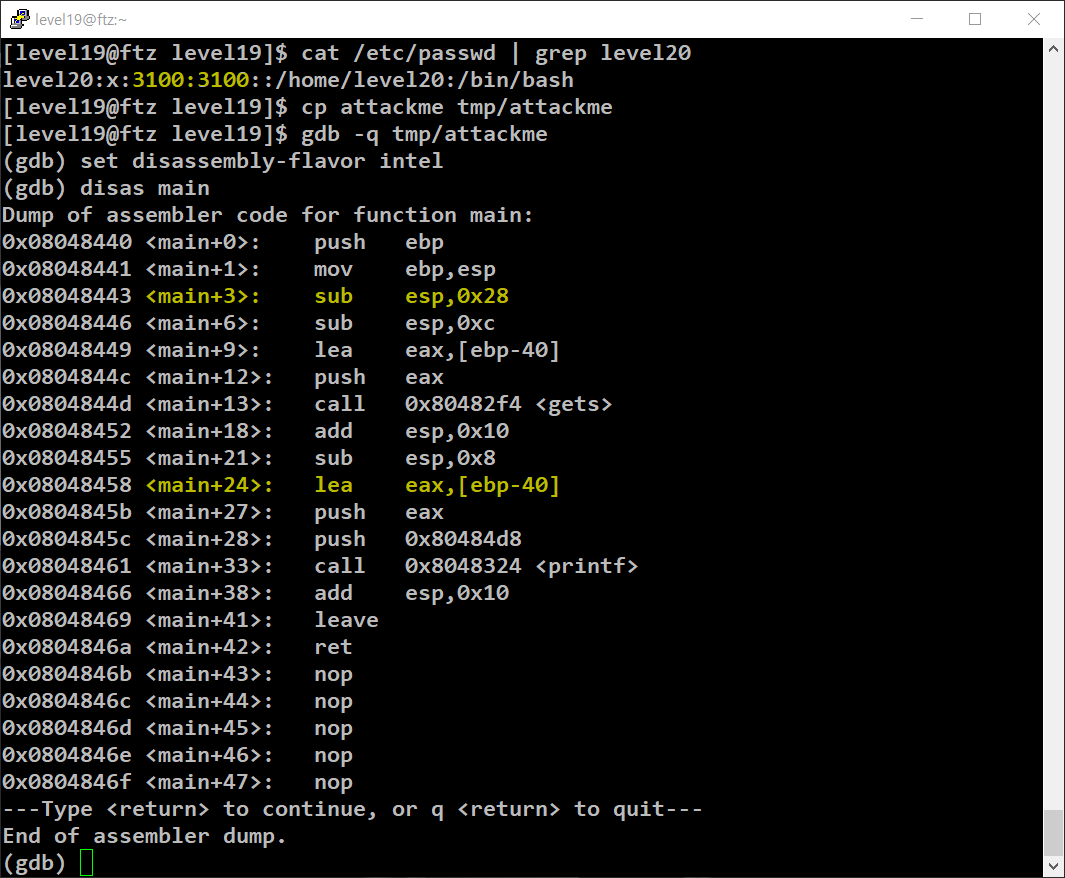 level19@ftz:~
[level19@ftz level19]$ cat /etc/passwd | grep level20
level20:x:3100:3100::/home/level20:/bin/bash
[level19@ftz level19]$ cp attackme tmp/attackme
[level19@ftz level19]$ gdb -q tmp/attackme
(gdb) set disassembly-flavor intel
(gdb) disas main
Dump of assembler code for function main:
0x08048440 <main+0>:    push   ebp
0x08048441 <main+1>:    mov    ebp,esp
0x08048443 <main+3>:    sub    esp,0x28
0x08048446 <main+6>:    sub    esp,0xc
0x08048449 <main+9>:    lea    eax,[ebp-40]
0x0804844c <main+12>:   push   eax
0x0804844d <main+13>:   call   0x80482f4 <gets>
0x08048452 <main+18>:   add    esp,0x10
0x08048455 <main+21>:   sub    esp,0x8
0x08048458 <main+24>:   lea    eax,[ebp-40]
0x0804845b <main+27>:   push   eax
0x0804845c <main+28>:   push   0x80484d8
0x08048461 <main+33>:   call   0x8048324 <printf>
0x08048466 <main+38>:   add    esp,0x10
0x08048469 <main+41>:   leave
0x0804846a <main+42>:   ret
0x0804846b <main+43>:   nop
0x0804846c <main+44>:   nop
0x0804846d <main+45>:   nop
0x0804846e <main+46>:   nop
0x0804846f <main+47>:   nop
---Type <return> to continue, or q <return> to quit---
End of assembler dump.
(gdb)